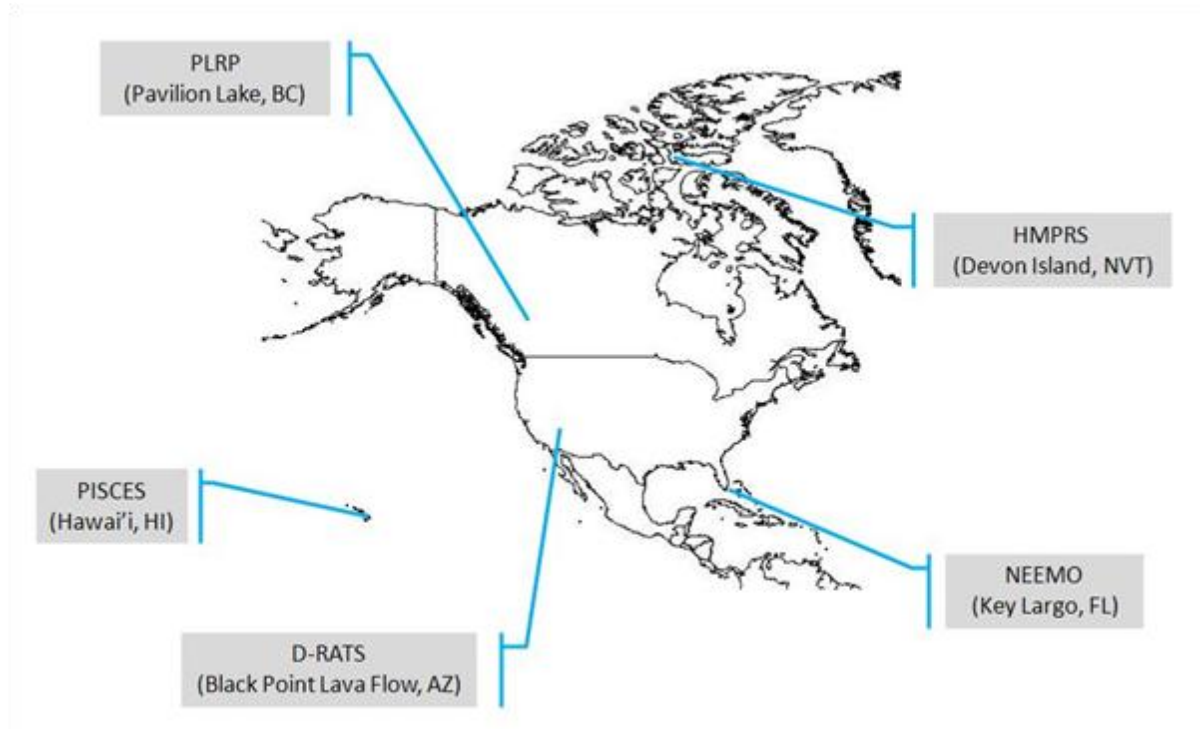 PLRP
(Pavilion Lake, BC)
HMPRS
(Devon Island, NVT)
PISCES
(Hawai'i, HI)
NEEMO
(Key Largo, FL)
D-RATS
(Black Point Lava Flow, AZ)